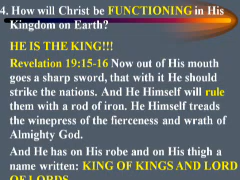 4. How will Christ be FUNCTIONING in His
Kingdom on Earth?
HE IS THE KING!!!
Revelation 19:15-16 Now out of His mouth
goes a sharp sword, that with it He should
strike the nations. And He Himself will rule
them with a rod of iron. He Himself treads
the winepress of the fierceness and wrath of
Almighty God.
And He has on His robe and on His thigh a
name written: KING OF KINGS AND LORD
OF LORDS